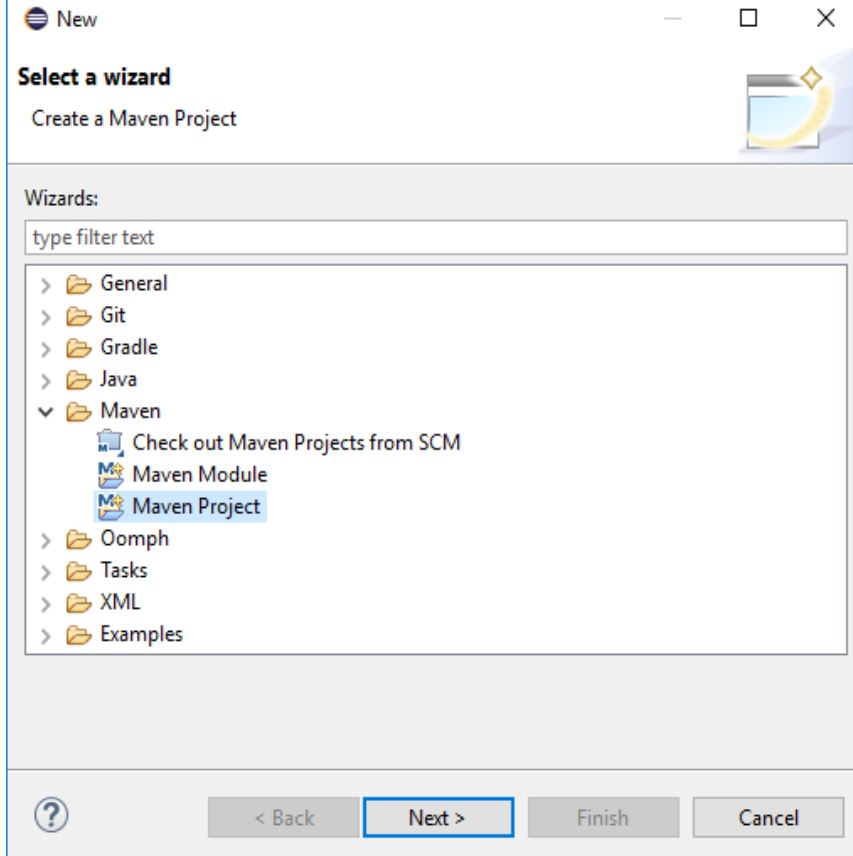 New
Select a wizard
Create a Maven Project
Wizards:
type filter text
General
Git
Gradle
Java
Maven
Check out Maven Projects from SCM
Maven Module
Maven Project
Oomph
Tasks
XML
Examples
? < Back Next > Finish Cancel